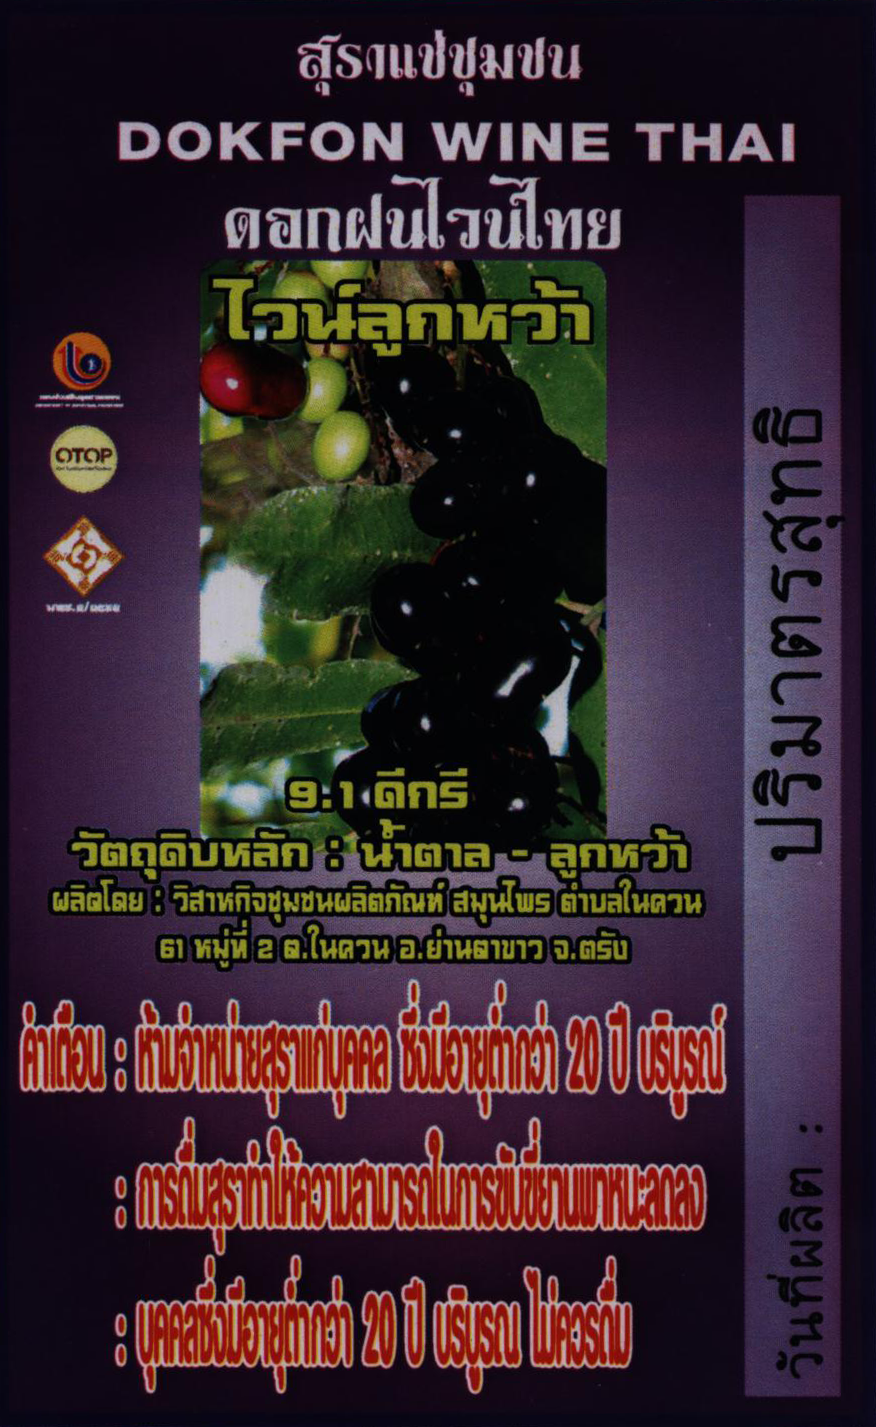 สุราแช่ชุมชน
DOKFON WINE THAI
ดอกฝนไวน์ไทย
ไวน์ลูกหว้า
OTOP
9.1 ดีกรี
วัตถุดิบหลัก : น้ำตาล - ลูกหว้า
ผลิตโดย : วิสาหกิจชุมชนผลิตภัณฑ์ สมุนไพร ตำบลในควน
61 หมู่ที่ 2 ต.ในควน อ.ย่านตาขาว จ.ตรัง
คำเตือน : ห้ามจำหน่ายสุราแก่บุคคล ซึ่งมีอายุต่ำกว่า 20 ปี บริบูรณ์
: การดื่มสุราทำให้ความสามารถในการขับขี่ยานพาหนะลดลง
: บุคคลซึ่งมีอายุต่ำกว่า 20 ปี บริบูรณ ไม่ควรดื่ม
ปริมาตรสุทธิ
วันที่ผลิต :